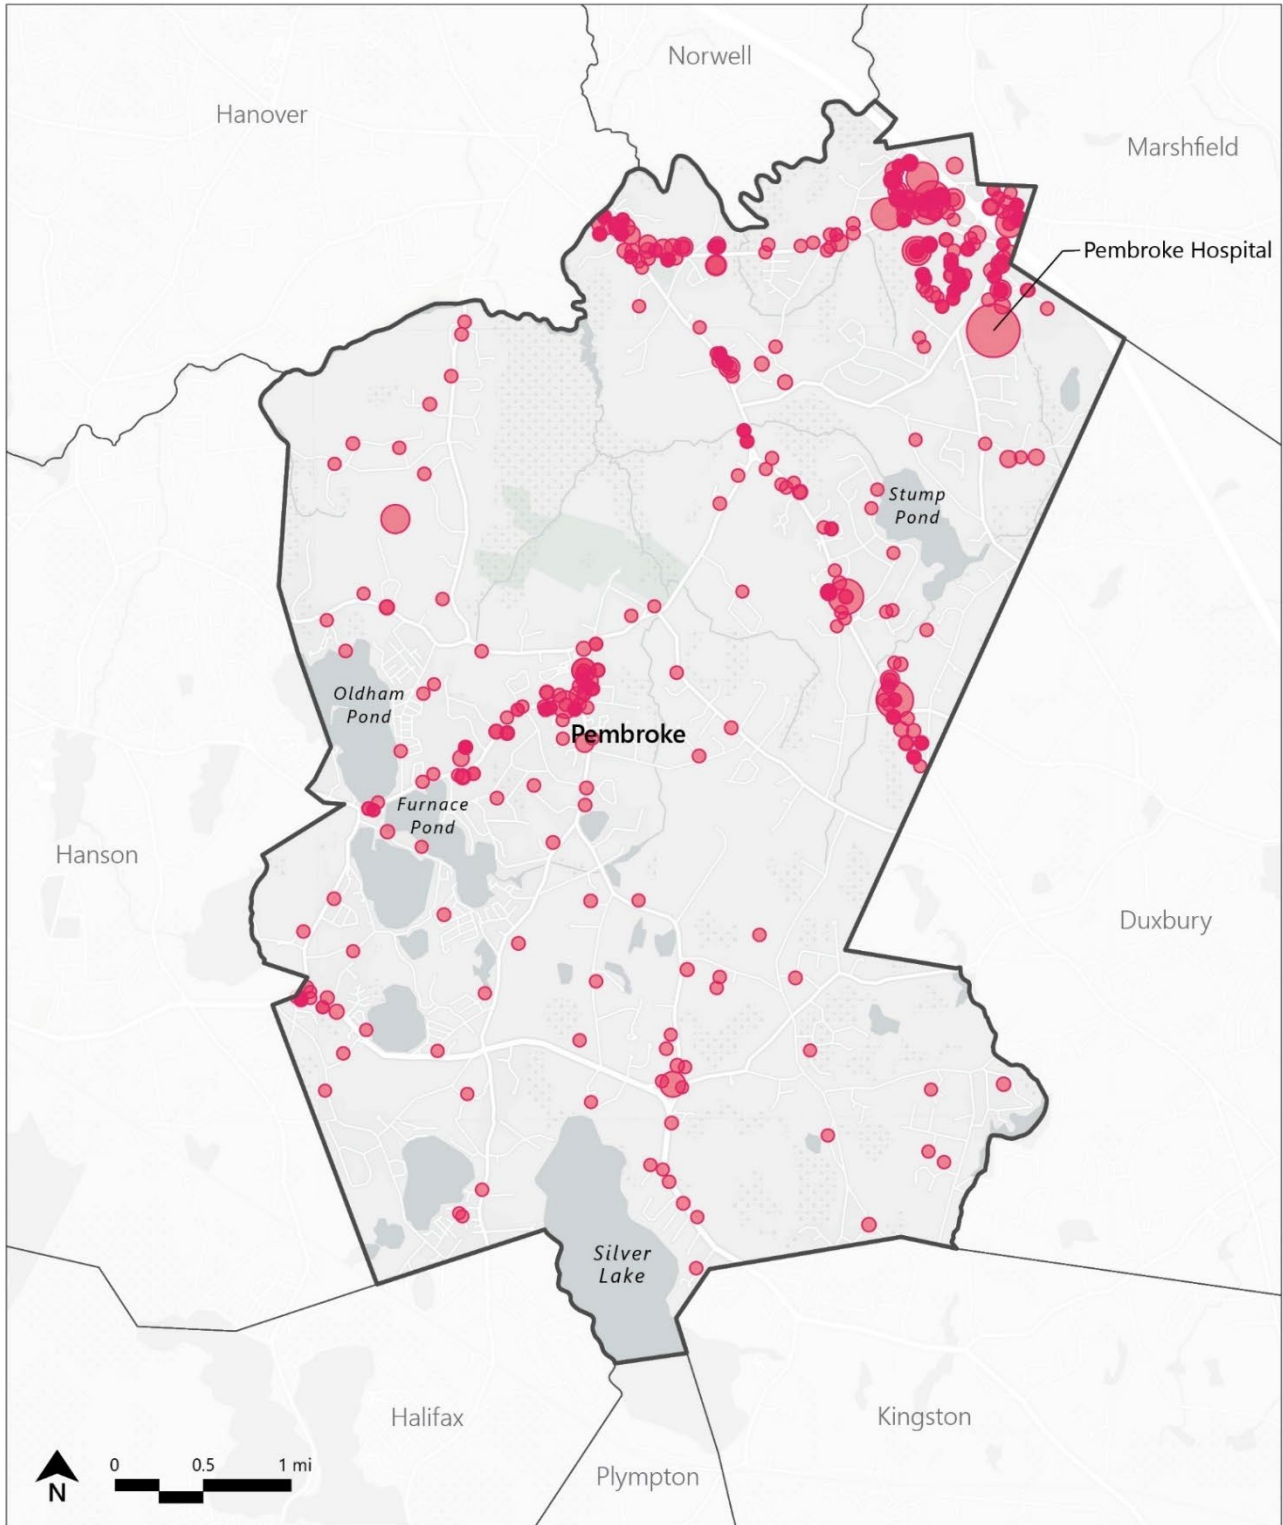 Norwell
Hanover
Marshfield
Pembroke Hospital
Stump
Pond
Oldham
Pond
Pembroke
Furnace
Pond
Hanson
Duxbury
Silver
Lake
Halifax
Kingston
Plympton
N
0 0.5 1 mi